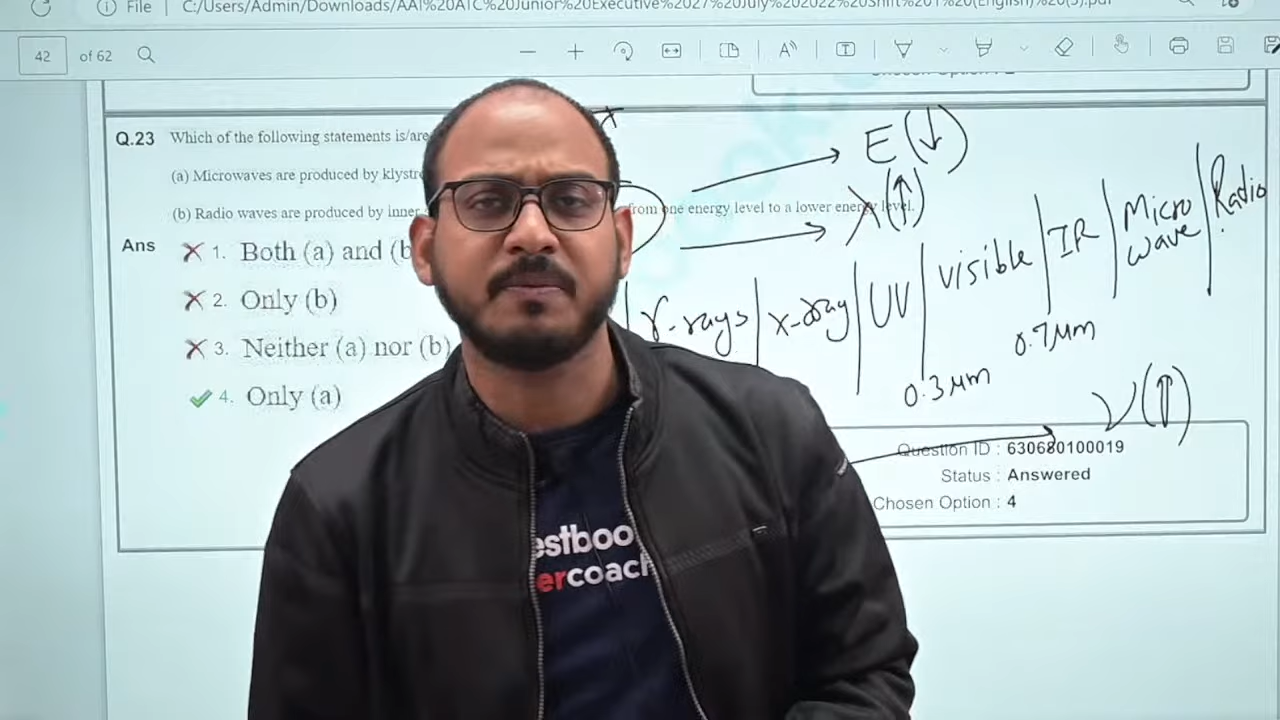 File
C:/Users/Admin/Downloads/AAI%20ATC%20Junior%20Executive%2027%20July%202022%20Shift%201%20(English)%20(3).pdf
42 of 62
Q.23 Which of the following statements is/are
(a) Microwaves are produced by klystro
(b) Radio waves are produced by inner from one energy level to a lower energy level.
Ans
1. Both (a) and (b
2. Only (b)
3. Neither (a) nor (b)
4. Only (a)
E(↓)
λ(↑)
γ-rays | x-ray | UV | visible | IR | Micro wave | Radio
0.3 μm
0.7 μm
ν(↑)
Question ID : 630680100019
Status : Answered
Chosen Option : 4
estboo
ercoach